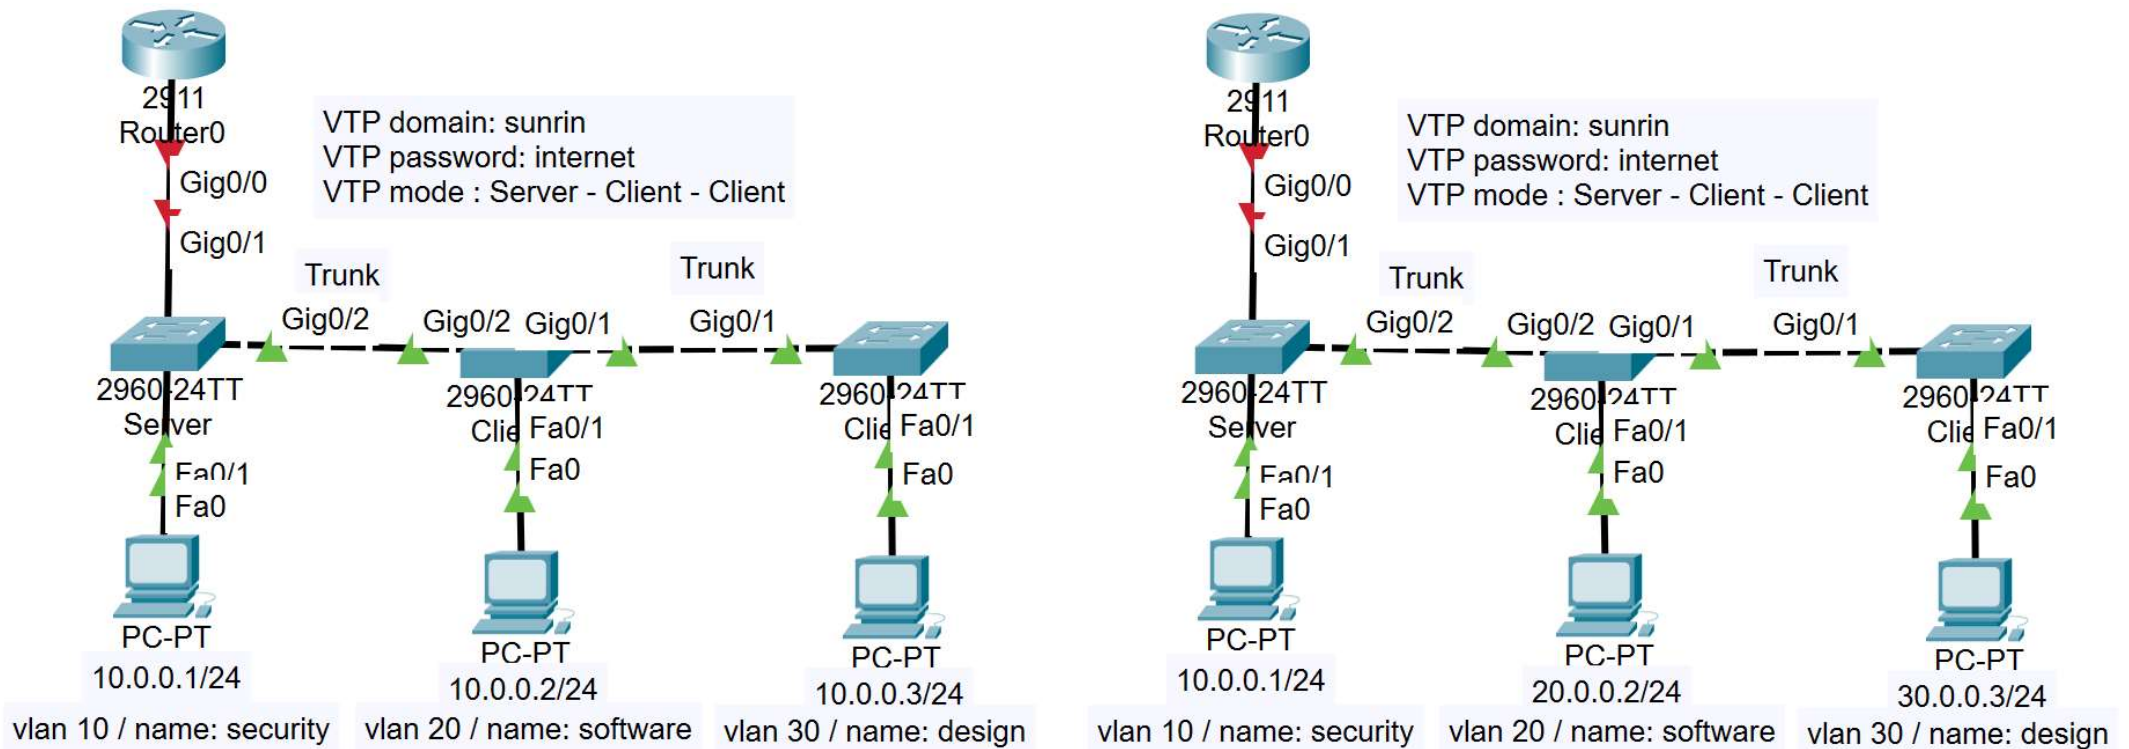 2911
Router0
VTP domain: sunrin
VTP password: internet
VTP mode : Server - Client - Client
Gig0/0
Gig0/1
Trunk
Trunk
Gig0/2
Gig0/2
Gig0/1
Gig0/1
2960-24TT
Server
2960-24TT
Clie
2960-24TT
Clie
Fa0/1
Fa0
Fa0/1
Fa0
Fa0/1
Fa0
PC-PT
10.0.0.1/24
vlan 10 / name: security
PC-PT
10.0.0.2/24
vlan 20 / name: software
PC-PT
10.0.0.3/24
vlan 30 / name: design
2911
Router0
VTP domain: sunrin
VTP password: internet
VTP mode : Server - Client - Client
Gig0/0
Gig0/1
Trunk
Trunk
Gig0/2
Gig0/2
Gig0/1
Gig0/1
2960-24TT
Server
2960-24TT
Clie
2960-24TT
Clie
Fa0/1
Fa0
Fa0/1
Fa0
Fa0/1
Fa0
PC-PT
10.0.0.1/24
vlan 10 / name: security
PC-PT
20.0.0.2/24
vlan 20 / name: software
PC-PT
30.0.0.3/24
vlan 30 / name: design